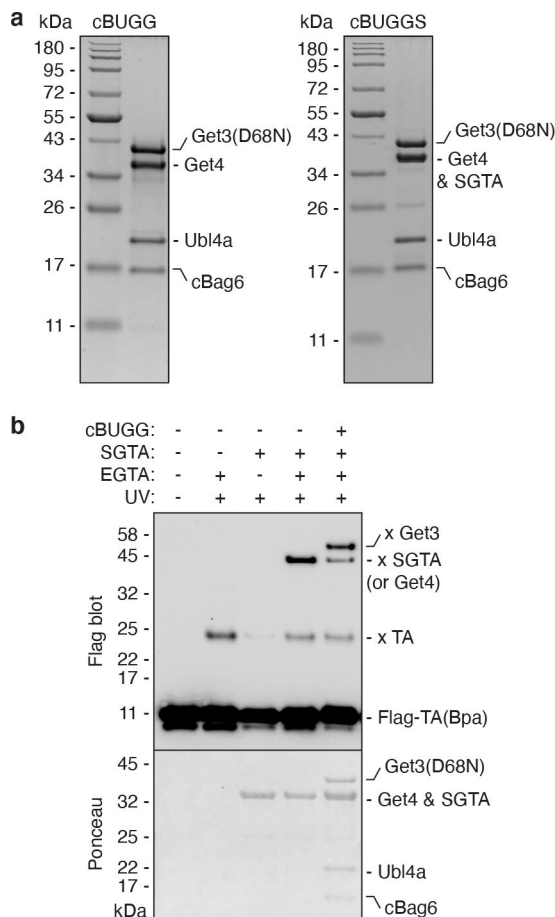 a
kDa cBUGG
180 -
95 -
72 -
55 -
43 -
34 -
26 -
17 -
11 -
Get3(D68N)
- Get4
- Ubl4a
cBag6
kDa cBUGGS
180 -
95 -
72 -
55 -
43 -
34 -
26 -
17 -
11 -
Get3(D68N)
- Get4
& SGTA
- Ubl4a
cBag6
b
cBUGG: - - - - +
SGTA: - - + + +
EGTA: - + - + +
UV: - + + + +
Flag blot
58 -
45 -
32 -
25 -
22 -
17 -
11 -
x Get3
- x SGTA
(or Get4)
- x TA
- Flag-TA(Bpa)
Ponceau
45 -
32 -
25 -
22 -
17 -
kDa
Get3(D68N)
- Get4 & SGTA
- Ubl4a
cBag6